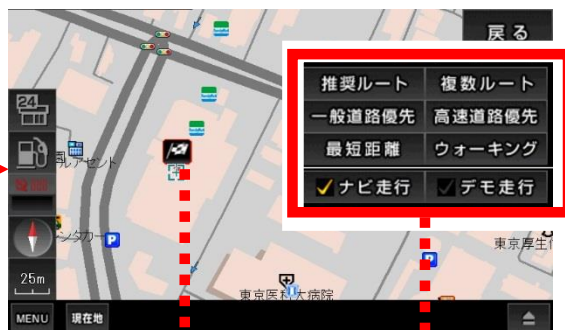 戻る
推奨ルート 複数ルート
一般道路優先 高速道路優先
最短距離 ウォーキング
ナビ走行 デモ走行
24
ルアセント
ンタカー
P
P
東京厚生
25m
東京医科大病院
MENU 現在地